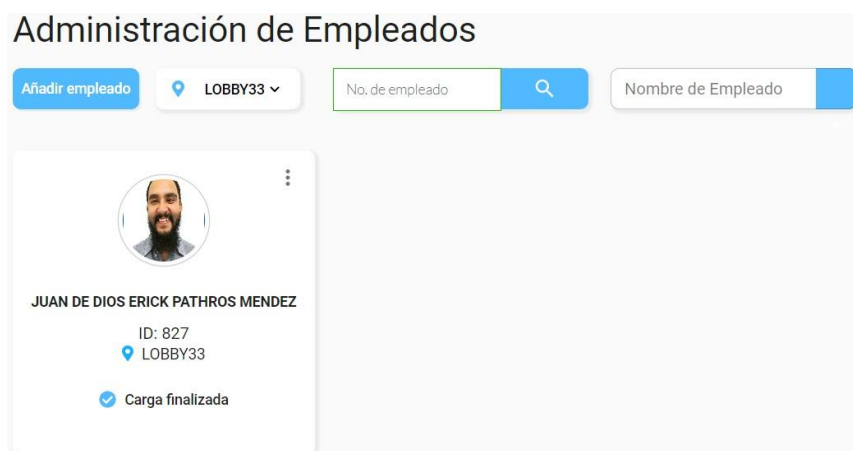 Administración de Empleados
Añadir empleado
LOBBY33
No. de empleado
Nombre de Empleado
JUAN DE DIOS ERICK PATHROS MENDEZ
ID: 827
LOBBY33
Carga finalizada